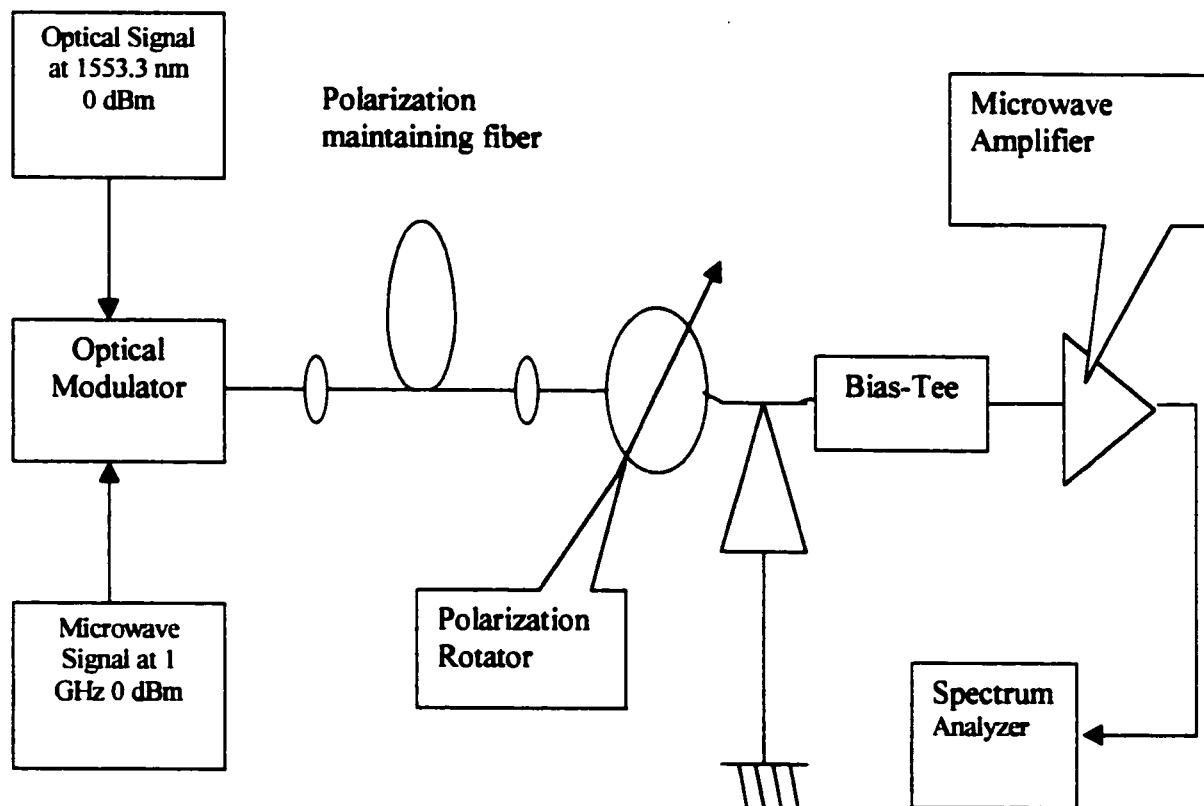 Optical Signal
at 1553.3 nm
0 dBm
Polarization
maintaining fiber
Microwave
Amplifier
Optical
Modulator
Bias-Tee
Microwave
Signal at 1
GHz 0 dBm
Polarization
Rotator
Spectrum
Analyzer